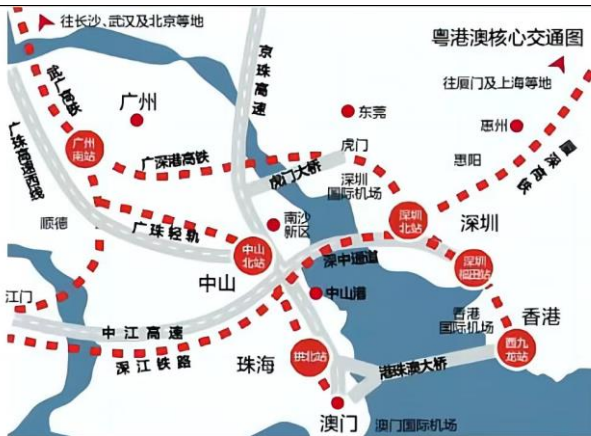 往长沙、武汉及北京等地
粤港澳核心交通图
往厦门及上海等地
京珠高速
武广高铁
广州
东莞
惠州
广州
南站
虎门
惠阳
广深港高铁
厦深高铁
广珠高速西线
虎门大桥
深圳
国际机场
顺德
广珠轻轨
南沙
新区
深圳
北站
深圳
中山
北站
深中通道
深圳
福田站
中山
江门
中山港
香港
国际机场
香港
中江高速
深江铁路
珠海
拱北站
港珠澳大桥
西九
龙站
澳门
澳门国际机场